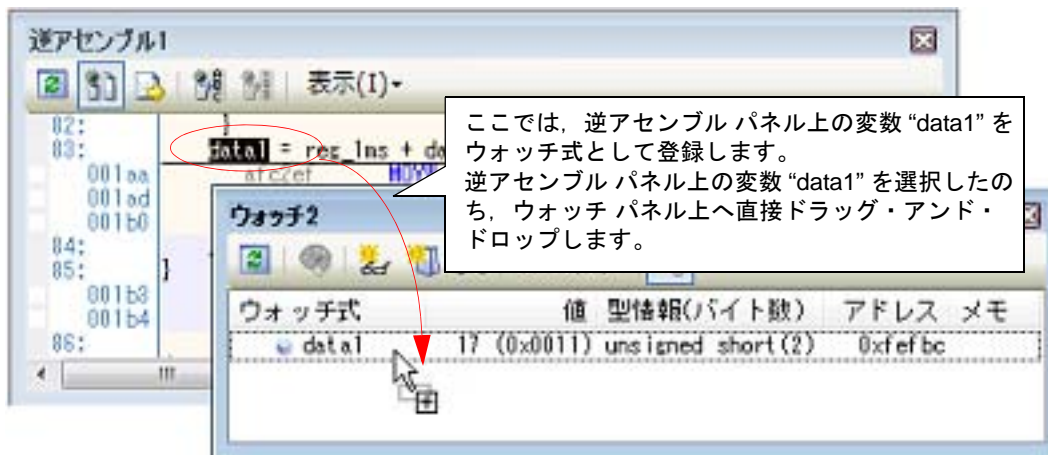 逆アセンブル1
表示(I)
82: }
83: data1 = reg_1ms + da
ここでは，逆アセンブル パネル上の変数 “data1” を
ウォッチ式として登録します。
逆アセンブル パネル上の変数 “data1” を選択したの
ち，ウォッチ パネル上へ直接ドラッグ・アンド・
ドロップします。
001aa afc2ef MOVW
001ad
001b0
84:
85: }
001b3
001b4
86:
ウォッチ2
ウォッチ式 値 型情報(バイト数) アドレス メモ
data1 17 (0x0011) unsigned short(2) 0xfefbc